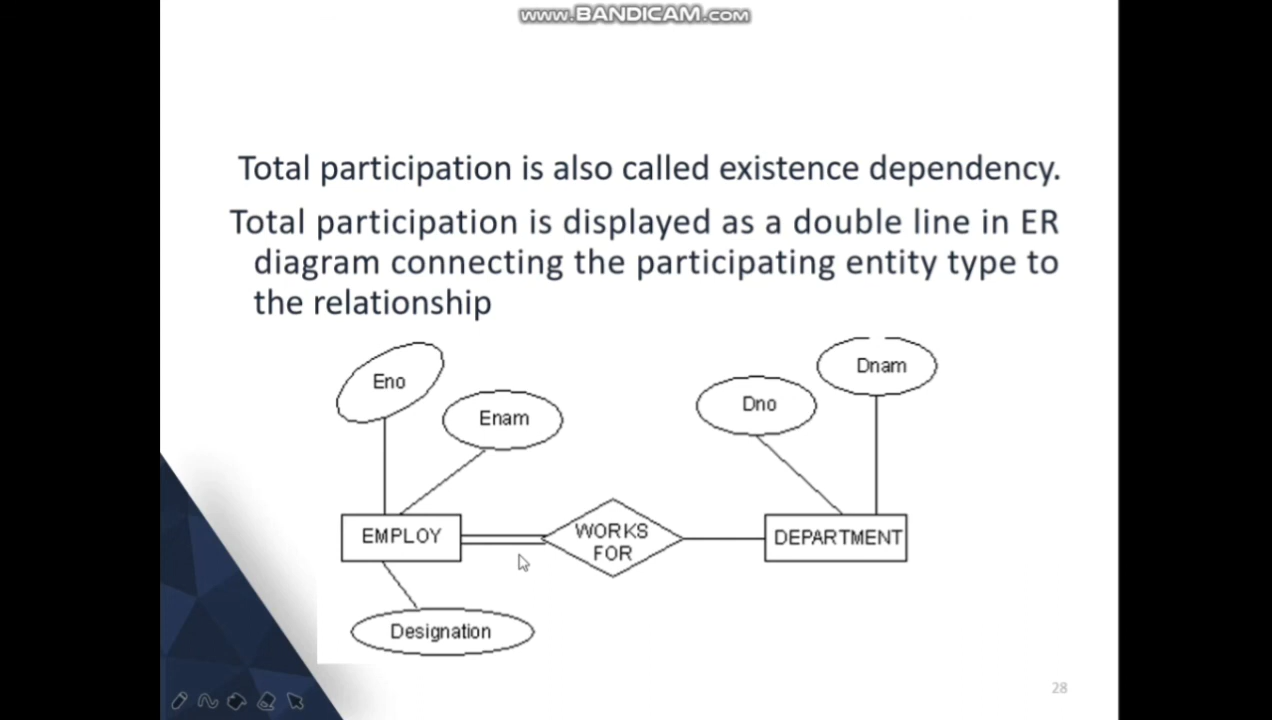 www.BANDICAM.com
Total participation is also called existence dependency.
Total participation is displayed as a double line in ER
diagram connecting the participating entity type to
the relationship
Eno
Enam
Dno
Dnam
EMPLOY
WORKS
FOR
DEPARTMENT
Designation
28